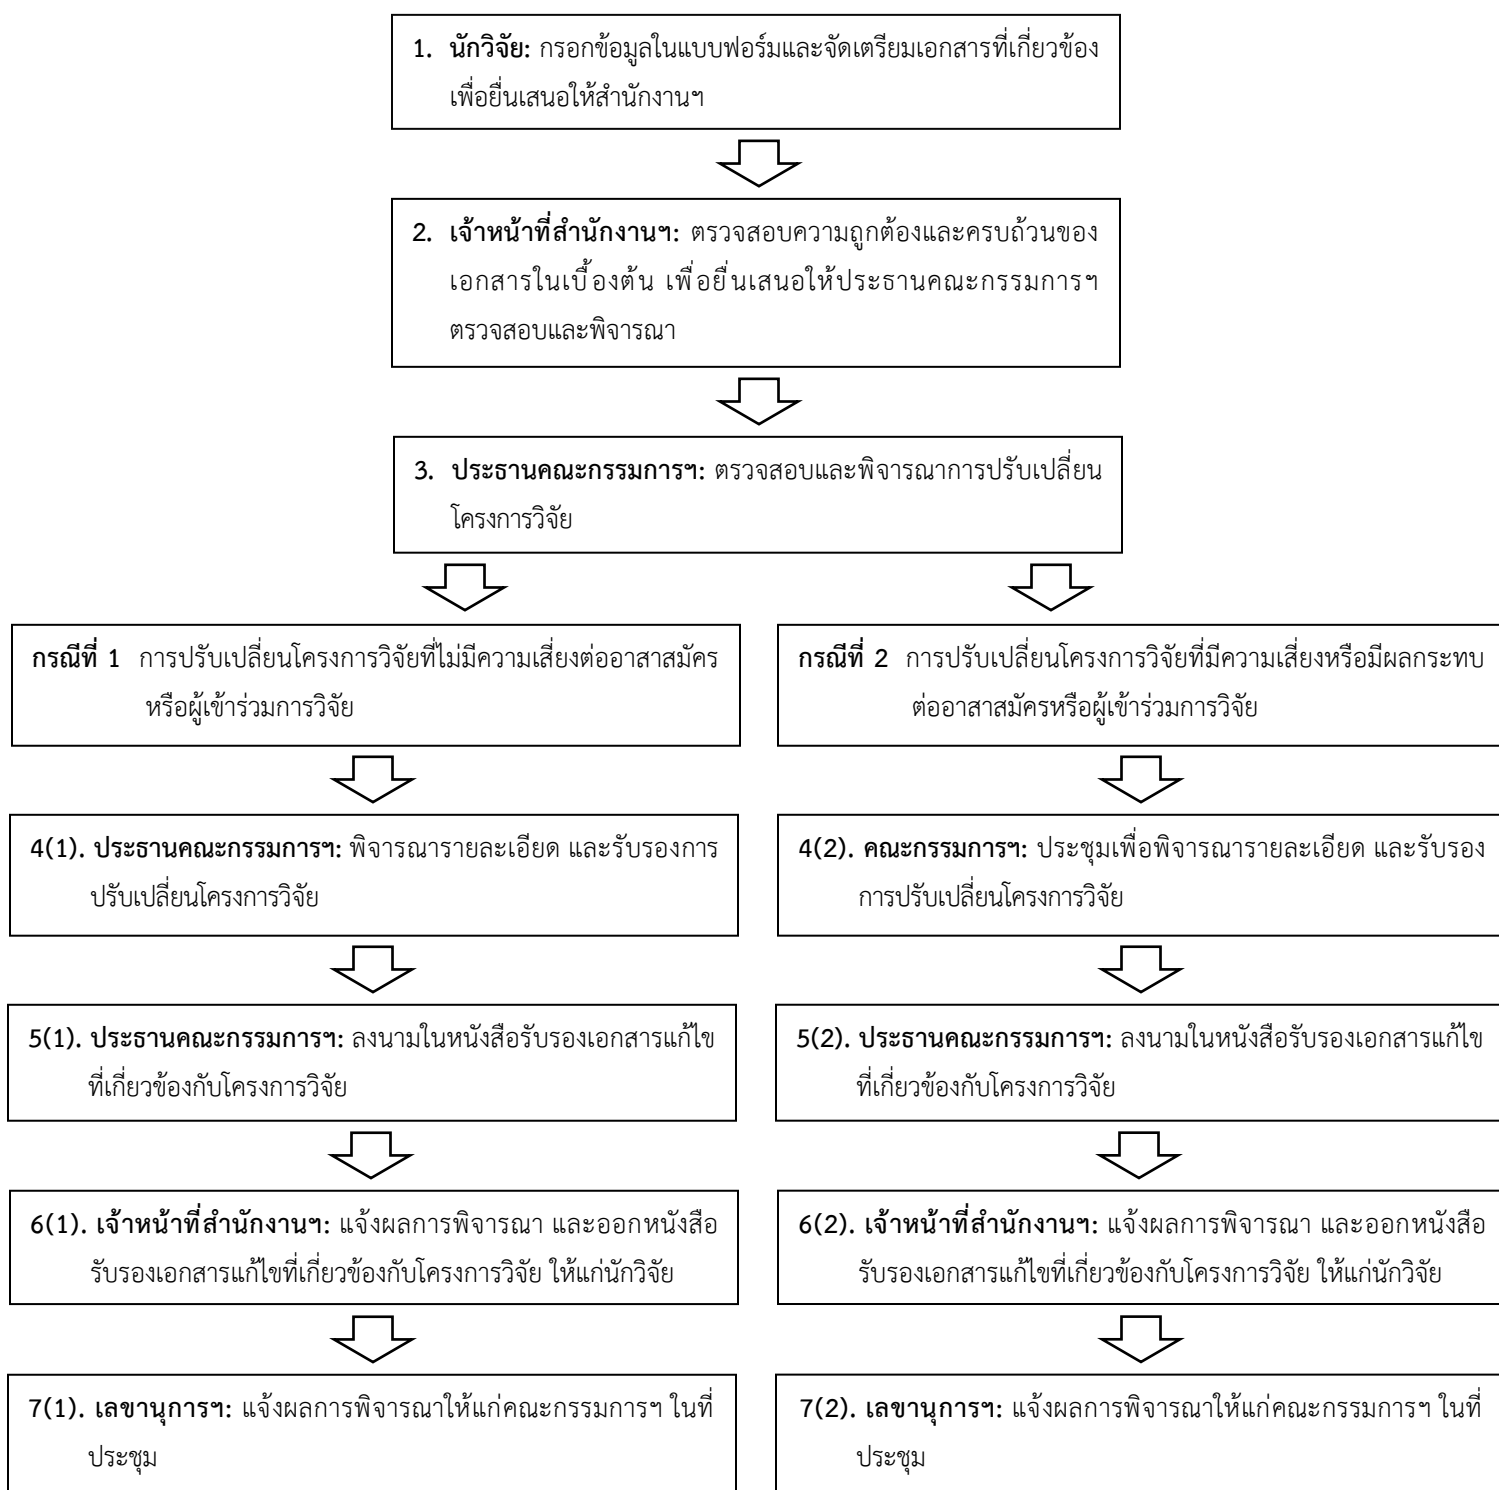 1. นักวิจัย: กรอกข้อมูลในแบบฟอร์มและจัดเตรียมเอกสารที่เกี่ยวข้อง
เพื่อยื่นเสนอให้สำนักงานฯ
2. เจ้าหน้าที่สำนักงานฯ: ตรวจสอบความถูกต้องและครบถ้วนของ
เอกสารในเบื้องต้น เพื่อยื่นเสนอให้ประธานคณะกรรมการฯ
ตรวจสอบและพิจารณา
3. ประธานคณะกรรมการฯ: ตรวจสอบและพิจารณาการปรับเปลี่ยน
โครงการวิจัย
กรณีที่ 1 การปรับเปลี่ยนโครงการวิจัยที่ไม่มีความเสี่ยงต่ออาสาสมัคร
หรือผู้เข้าร่วมการวิจัย
กรณีที่ 2 การปรับเปลี่ยนโครงการวิจัยที่มีความเสี่ยงหรือมีผลกระทบ
ต่ออาสาสมัครหรือผู้เข้าร่วมการวิจัย
4(1). ประธานคณะกรรมการฯ: พิจารณารายละเอียด และรับรองการ
ปรับเปลี่ยนโครงการวิจัย
4(2). คณะกรรมการฯ: ประชุมเพื่อพิจารณารายละเอียด และรับรอง
การปรับเปลี่ยนโครงการวิจัย
5(1). ประธานคณะกรรมการฯ: ลงนามในหนังสือรับรองเอกสารแก้ไข
ที่เกี่ยวข้องกับโครงการวิจัย
5(2). ประธานคณะกรรมการฯ: ลงนามในหนังสือรับรองเอกสารแก้ไข
ที่เกี่ยวข้องกับโครงการวิจัย
6(1). เจ้าหน้าที่สำนักงานฯ: แจ้งผลการพิจารณา และออกหนังสือ
รับรองเอกสารแก้ไขที่เกี่ยวข้องกับโครงการวิจัย ให้แก่นักวิจัย
6(2). เจ้าหน้าที่สำนักงานฯ: แจ้งผลการพิจารณา และออกหนังสือ
รับรองเอกสารแก้ไขที่เกี่ยวข้องกับโครงการวิจัย ให้แก่นักวิจัย
7(1). เลขานุการฯ: แจ้งผลการพิจารณาให้แก่คณะกรรมการฯ ในที่
ประชุม
7(2). เลขานุการฯ: แจ้งผลการพิจารณาให้แก่คณะกรรมการฯ ในที่
ประชุม